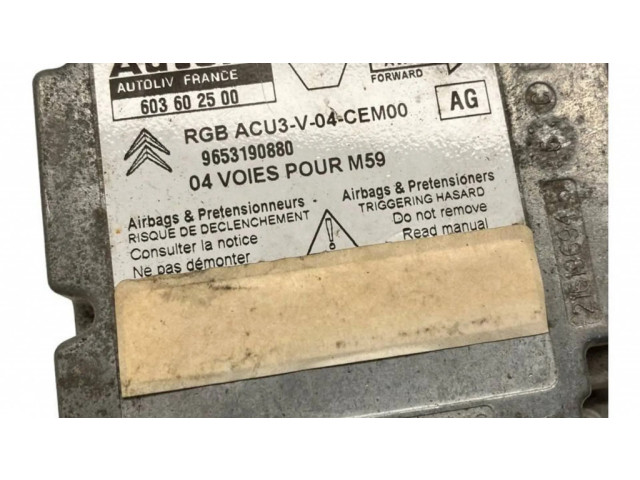 AUTOLIV FRANCE
603 60 25 00
FORWARD
AG
RGB ACU3-V-04-CEM00
9653190880
04 VOIES POUR M59
Airbags & Pretensionneurs
RISQUE DE DECLENCHEMENT
Consulter la notice
Ne pas démonter
Airbags & Pretensioners
TRIGGERING HASARD
Do not remove
Read manual